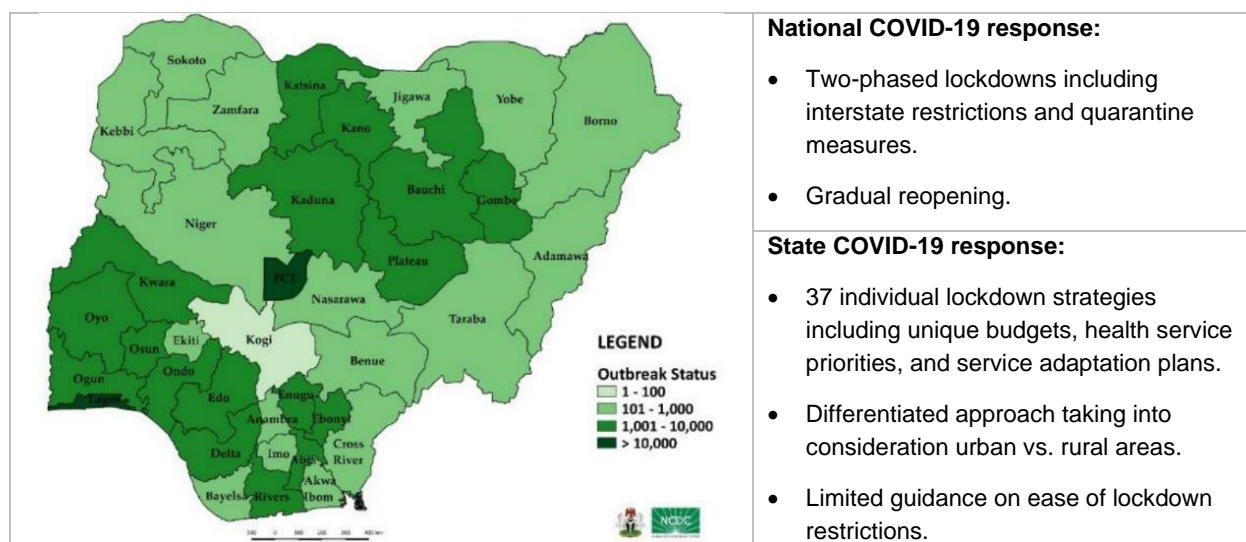 Sokoto
Katsina
Jigawa
Yobe
Zamfara
Kano
Borno
Kebbi
Bauchi
Kaduna
Gombe
Niger
Adamawa
Plateau
FCT
Kwara
Nasarawa
Oyo
Taraba
Kogi
Ekiti
Osun
Benue
Ogun
Ondo
Enugu
Lagos
Edo
Anambra
Ebonyi
Cross
River
Delta
Imo
Abia
Akwa
Ibom
Bayelsa
Rivers
LEGEND
Outbreak Status
1 - 100
101 - 1,000
1,001 - 10,000
> 10,000
NCDC
National COVID-19 response:
• Two-phased lockdowns including
interstate restrictions and quarantine
measures.
• Gradual reopening.
State COVID-19 response:
• 37 individual lockdown strategies
including unique budgets, health service
priorities, and service adaptation plans.
• Differentiated approach taking into
consideration urban vs. rural areas.
• Limited guidance on ease of lockdown
restrictions.